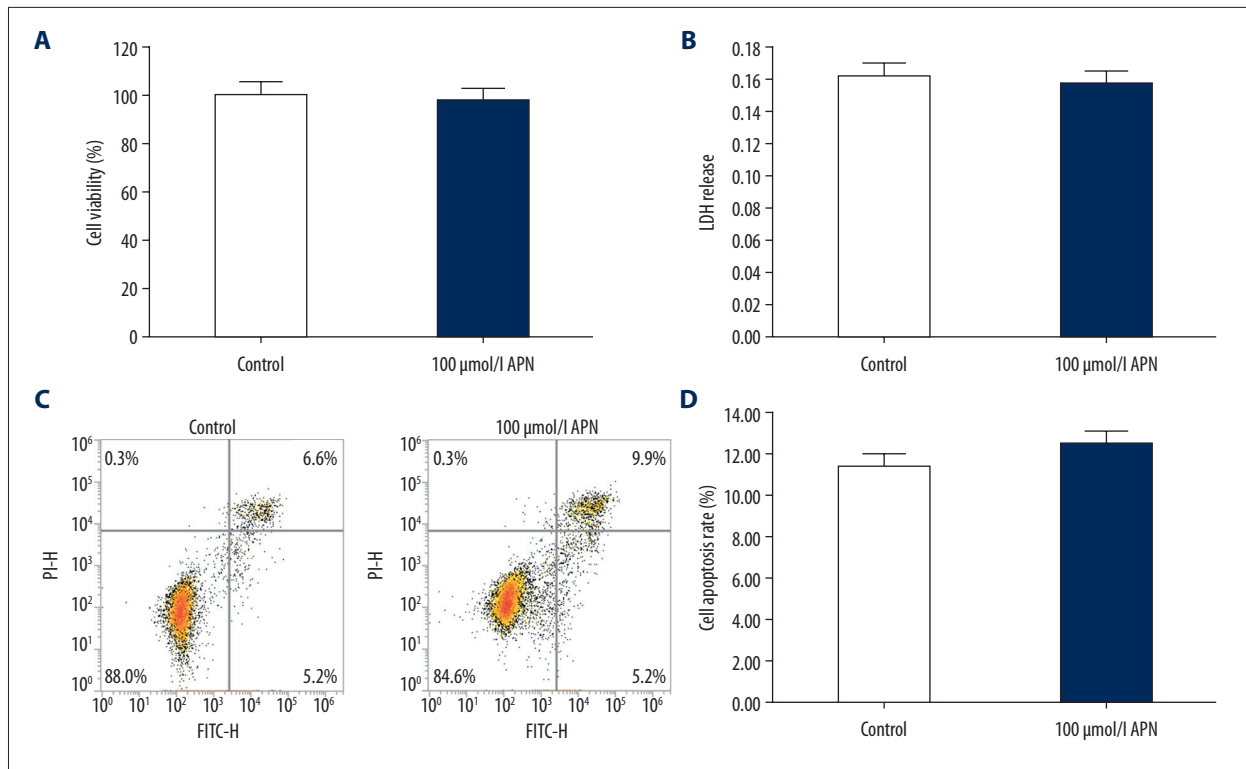 A
120
100
80
60
40
20
0
Cell viability (%)
Control
100 µmol/l APN
B
0.18
0.16
0.14
0.12
0.10
0.08
0.06
0.04
0.02
0.00
LDH release
Control
100 µmol/l APN
C
Control
10⁶
10⁵
10⁴
10³
10²
10¹
10⁰
PI-H
0.3%
6.6%
88.0%
5.2%
10⁰ 10¹ 10² 10³ 10⁴ 10⁵ 10⁶
FITC-H
100 µmol/l APN
10⁶
10⁵
10⁴
10³
10²
10¹
10⁰
PI-H
0.3%
9.9%
84.6%
5.2%
10⁰ 10¹ 10² 10³ 10⁴ 10⁵ 10⁶
FITC-H
D
14.00
12.00
10.00
8.00
6.00
4.00
2.00
0.00
Cell apoptosis rate (%)
Control
100 µmol/l APN